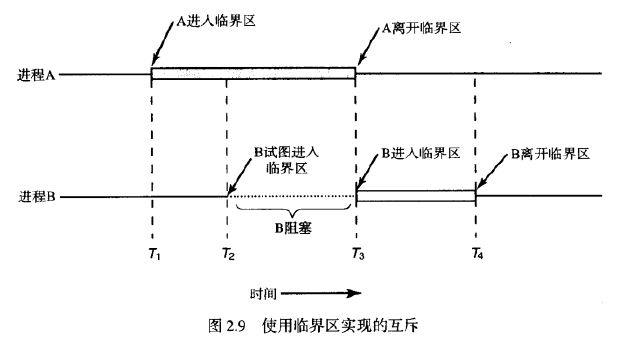 A进入临界区
A离开临界区
进程A
B试图进入
临界区
B进入临界区
B离开临界区
进程B
B阻塞
T1
T2
T3
T4
时间
图 2.9 使用临界区实现的互斥